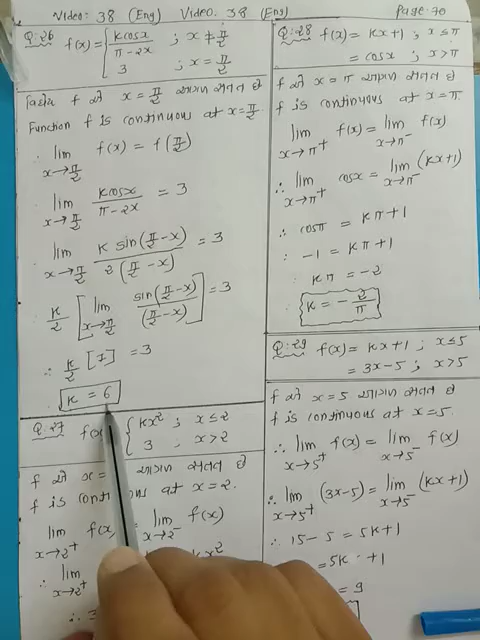 Video: 38 (Eng) Video. 38 (Eng) Page-70
Q:26 f(x) = { kcosx / π-2x ; x ≠ π/2
3 ; x = π/2
વિધેય f એ x = π/2 આગળ સતત છે
Function f is continuous at x = π/2
∴ lim x→π/2 f(x) = f(π/2)
∴ lim x→π/2 kcosx / π-2x = 3
∴ lim x→π/2 k sin(π/2 -x) / 2(π/2 -x) = 3
∴ k/2 [ lim x→π/2 sin(π/2 -x) / (π/2 -x) ] = 3
∴ k/2 [1] = 3
k = 6
Q:27 f(x) { kx² ; x ≤ 2
3 ; x > 2
f એ x = આગળ સતત છે
f is continuous at x = 2.
lim x→2⁺ f(x) = lim x→2⁻ f(x)
∴ lim x→2⁺ kx²
∴ 3
Q:28 f(x) = kx+1 ; x ≤ π
= cosx ; x > π
f એ x = π આગળ સતત છે
f is continuous at x = π.
lim x→π⁺ f(x) = lim x→π⁻ f(x)
∴ lim x→π⁺ cosx = lim x→π⁻ (kx+1)
∴ cosπ = kπ+1
∴ -1 = kπ+1
∴ kπ = -2
k = -2/π
Q:29 f(x) = kx+1 ; x ≤ 5
= 3x-5 ; x > 5
f એ x = 5 આગળ સતત છે
f is continuous at x = 5.
∴ lim x→5⁺ f(x) = lim x→5⁻ f(x)
∴ lim x→5⁺ (3x-5) = lim x→5⁻ (kx+1)
∴ 15-5 = 5k+1
= 5k +1
= 9